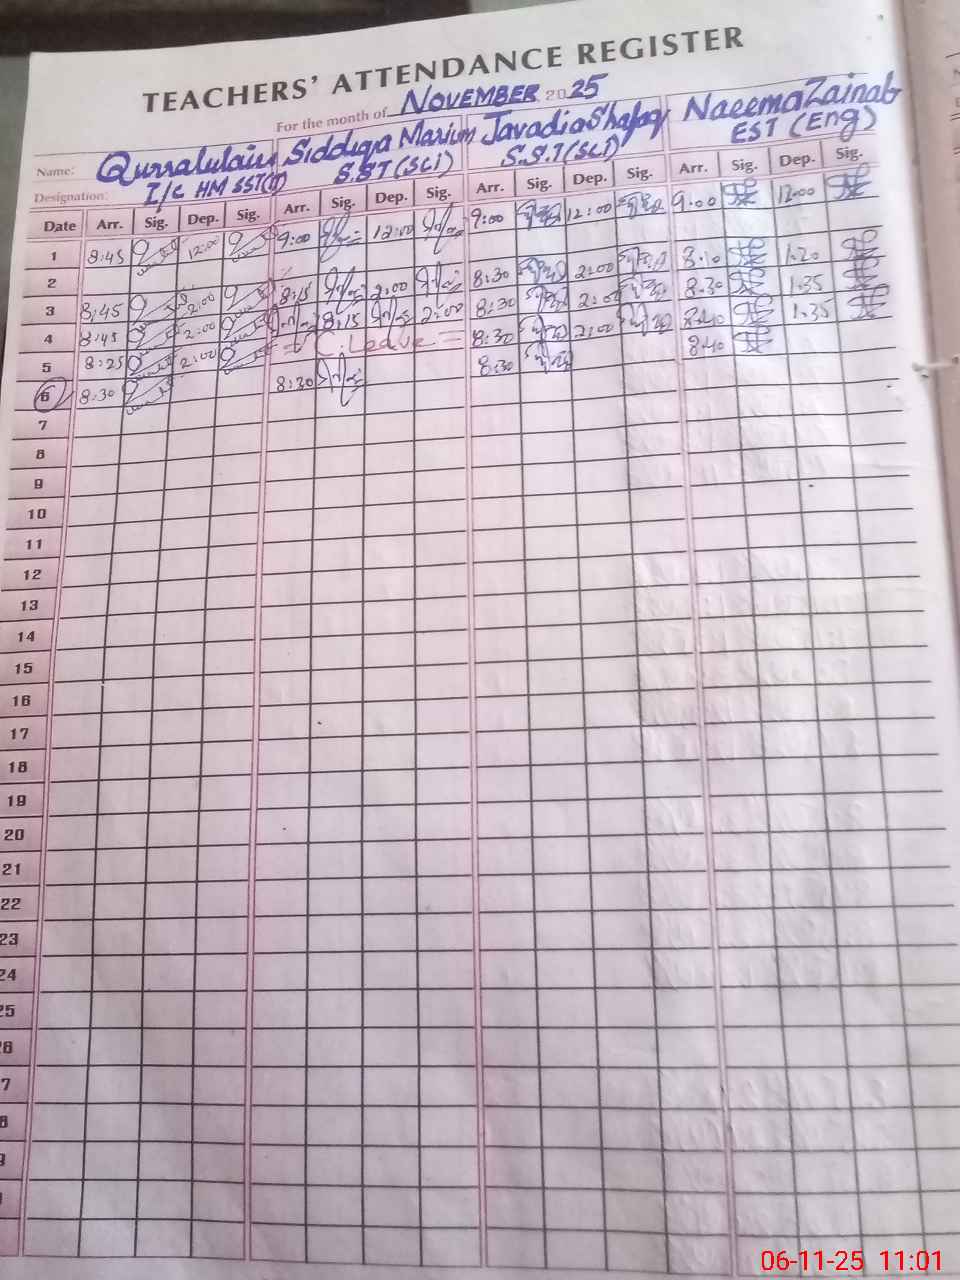 TEACHERS' ATTENDANCE REGISTER
For the month of NOVEMBER 2025
Name: Qurratulain Siddiqa Marium Javadia Shafaq Naeema Zainab
Designation: I/C HM SST(IT) S.ST(SCI) S.S.T(SCI) EST (Eng)
Date Arr. Sig. Dep. Sig. Arr. Sig. Dep. Sig. Arr. Sig. Dep. Sig. Arr. Sig. Dep. Sig.
1 8:45 12:00 9:00 12:00 9:00 12:00 9:00 12:00
2
3 8:45 2:00 8:15 2:00 8:30 2:00 8:10 1.20
4 8:45 2:00 8:15 2:00 8:30 2:00 8.30 1.35
5 8:25 2:00 C. Leave 8:30 2:00 8:40 1.35
6 8:30 8:30 8:30 8:40
7
8
9
10
11
12
13
14
15
16
17
18
19
20
21
22
23
24
25
26
7
8
9
06-11-25 11:01